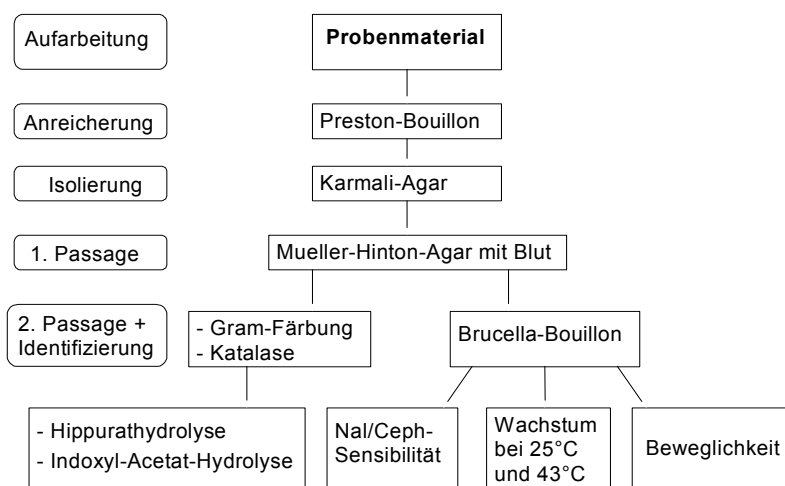 Aufarbeitung
Probenmaterial
Anreicherung
Preston-Bouillon
Isolierung
Karmali-Agar
1. Passage
Mueller-Hinton-Agar mit Blut
2. Passage +
Identifizierung
- Gram-Färbung
- Katalase
Brucella-Bouillon
- Hippurathydrolyse
- Indoxyl-Acetat-Hydrolyse
Nal/Ceph-
Sensibilität
Wachstum
bei 25°C
und 43°C
Beweglichkeit